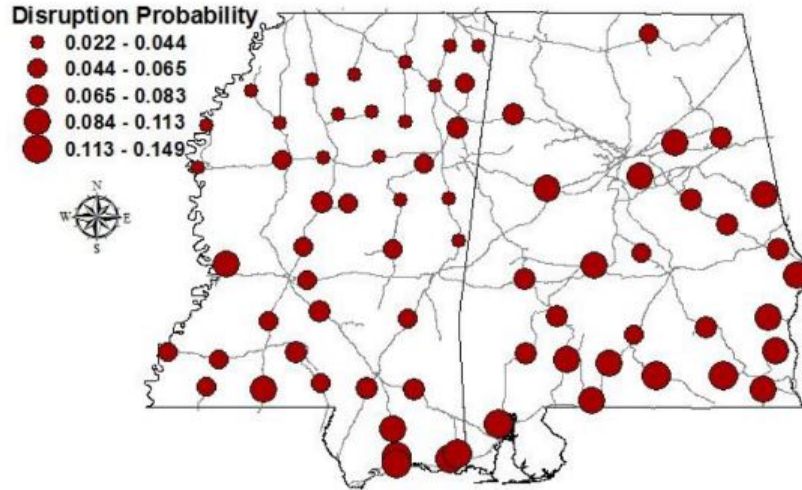 Disruption Probability
0.022 - 0.044
0.044 - 0.065
0.065 - 0.083
0.084 - 0.113
0.113 - 0.149
N
W E
S